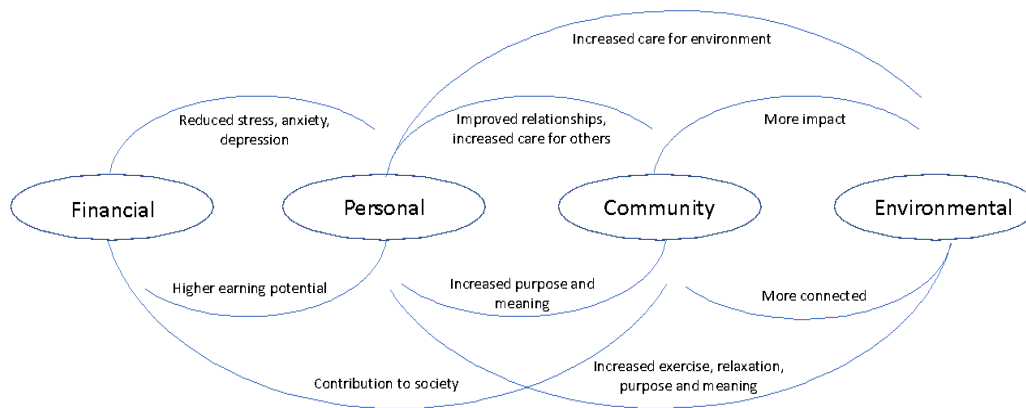 Increased care for environment
Reduced stress, anxiety,
depression
Improved relationships,
increased care for others
More impact
Financial
Personal
Community
Environmental
Higher earning potential
Increased purpose and
meaning
More connected
Contribution to society
Increased exercise, relaxation,
purpose and meaning